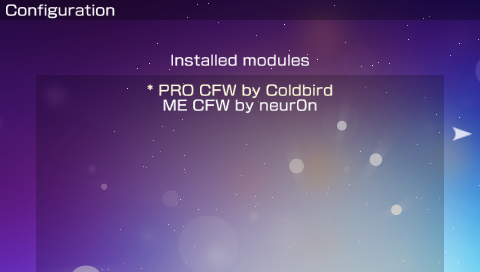 Configuration
Installed modules
* PRO CFW by Coldbird
ME CFW by neur0n